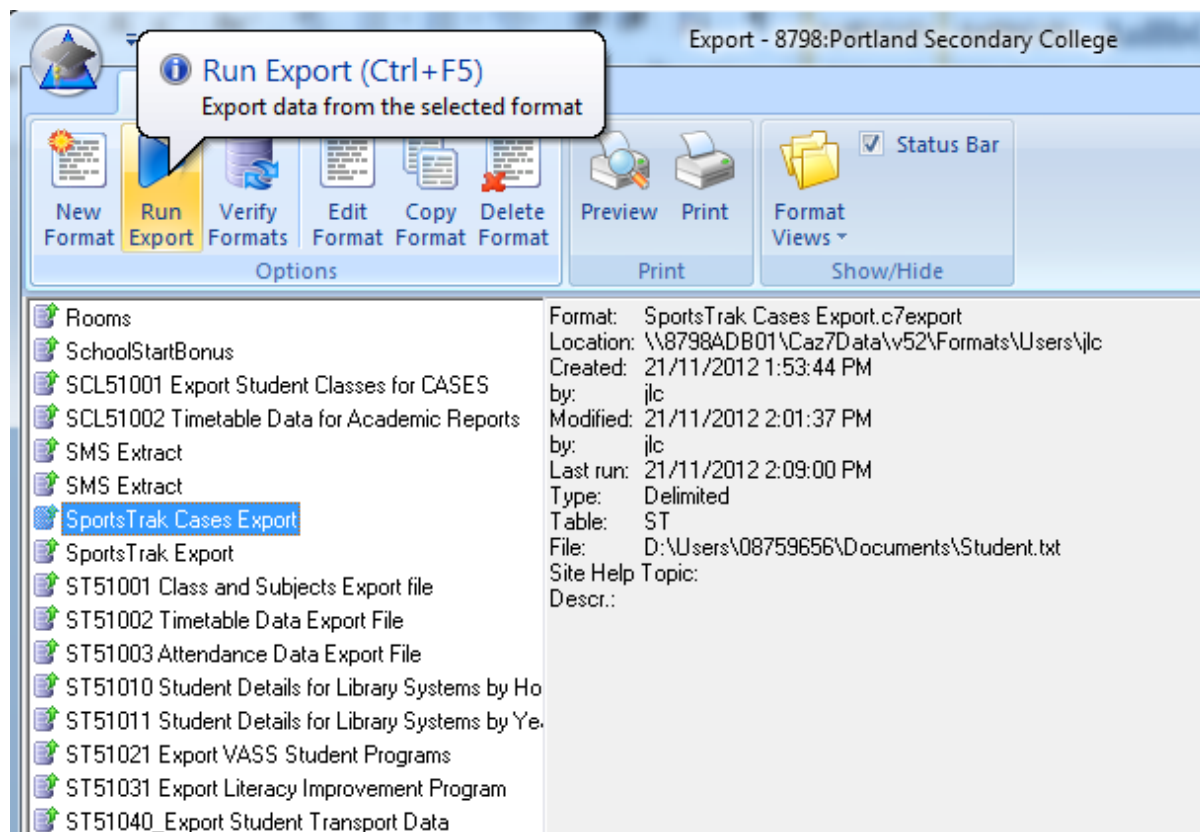 Export - 8798:Portland Secondary College
Run Export (Ctrl+F5)
Export data from the selected format
New Format
Run Export
Verify Formats
Edit Format
Copy Format
Delete Format
Preview
Print
Format Views
Status Bar
Options
Print
Show/Hide
Rooms
SchoolStartBonus
SCL51001 Export Student Classes for CASES
SCL51002 Timetable Data for Academic Reports
SMS Extract
SMS Extract
SportsTrak Cases Export
SportsTrak Export
ST51001 Class and Subjects Export file
ST51002 Timetable Data Export File
ST51003 Attendance Data Export File
ST51010 Student Details for Library Systems by Ho
ST51011 Student Details for Library Systems by Ye
ST51021 Export VASS Student Programs
ST51031 Export Literacy Improvement Program
ST51040_Export Student Transport Data
Format: SportsTrak Cases Export.c7export
Location: \\8798ADB01\Caz7Data\v52\Formats\Users\jlc
Created: 21/11/2012 1:53:44 PM
by: jlc
Modified: 21/11/2012 2:01:37 PM
by: jlc
Last run: 21/11/2012 2:09:00 PM
Type: Delimited
Table: ST
File: D:\Users\08759656\Documents\Student.txt
Site Help Topic:
Descr.: